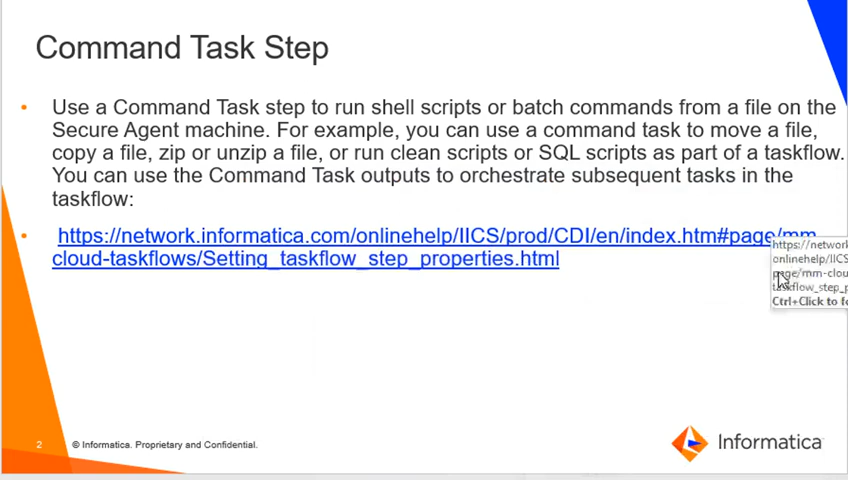 Command Task Step
• Use a Command Task step to run shell scripts or batch commands from a file on the
Secure Agent machine. For example, you can use a command task to move a file,
copy a file, zip or unzip a file, or run clean scripts or SQL scripts as part of a taskflow.
You can use the Command Task outputs to orchestrate subsequent tasks in the
taskflow:
• https://network.informatica.com/onlinehelp/IICS/prod/CDI/en/index.htm#page/mm-
cloud-taskflows/Setting_taskflow_step_properties.html
https://network
onlinehelp/IICS
page/mm-clou
taskflow_step_p
Ctrl+Click to fo
2
© Informatica. Proprietary and Confidential.
Informatica